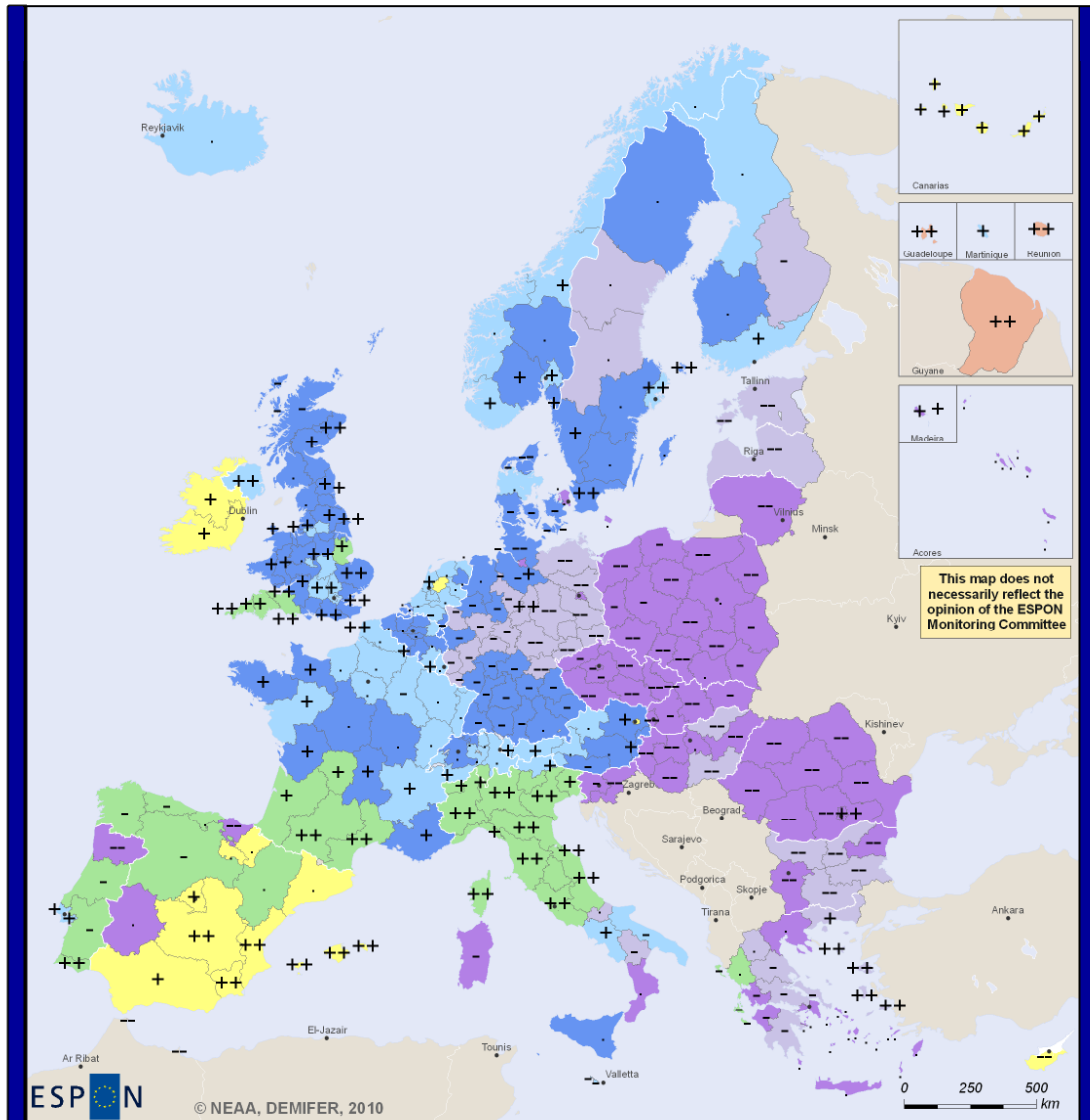 Reykjavik
Canarias
Guadeloupe
Martinique
Réunion
Guyane
Madeira
Acores
This map does not
necessarily reflect the
opinion of the ESPON
Monitoring Committee
Tallinn
Riga
Dublin
Vilnius
Minsk
Kyiv
Kishinev
Zagreb
Beograd
Sarajevo
Podgorica
Skopje
Tirana
Ankara
El-Jazair
Tounis
Ar Ribat
Valletta
ESPON
© NEAA, DEMIFER, 2010
0 250 500
km